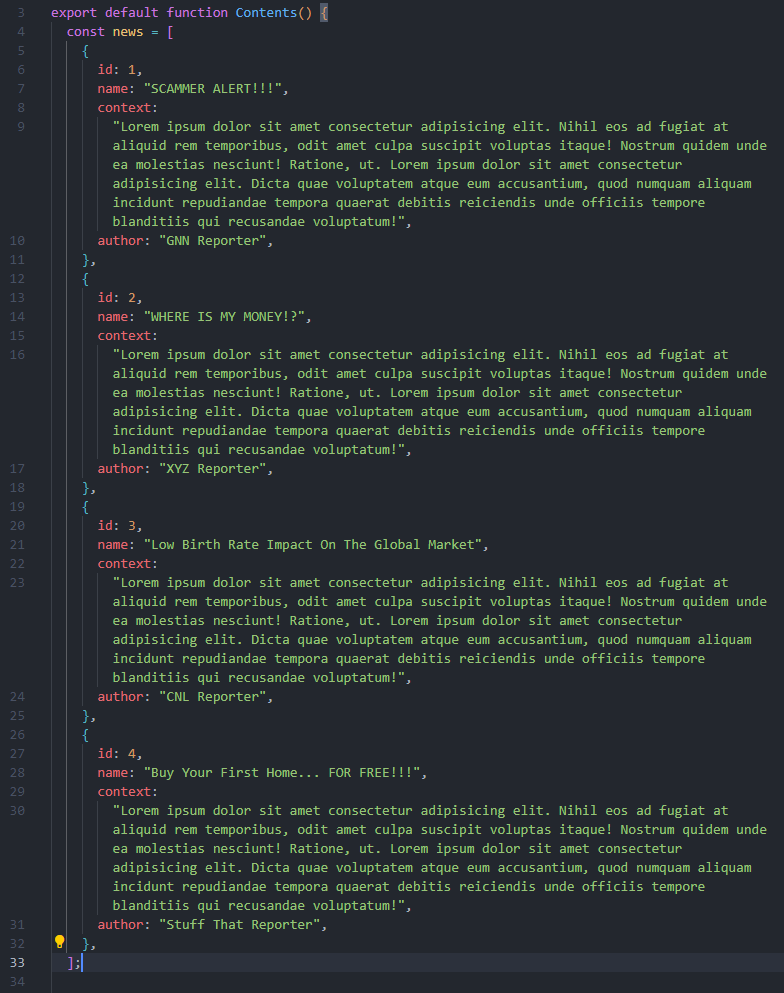 3 export default function Contents() {
4 const news = [
5 {
6 id: 1,
7 name: "SCAMMER ALERT!!!",
8 context:
9 "Lorem ipsum dolor sit amet consectetur adipisicing elit. Nihil eos ad fugiat at
aliquid rem temporibus, odit amet culpa suscipit voluptas itaque! Nostrum quidem unde
ea molestias nesciunt! Ratione, ut. Lorem ipsum dolor sit amet consectetur
adipisicing elit. Dicta quae voluptatem atque eum accusantium, quod numquam aliquam
incidunt repudiandae tempora quaerat debitis reiciendis unde officiis tempore
blanditiis qui recusandae voluptatum!",
10 author: "GNN Reporter",
11 },
12 {
13 id: 2,
14 name: "WHERE IS MY MONEY!?",
15 context:
16 "Lorem ipsum dolor sit amet consectetur adipisicing elit. Nihil eos ad fugiat at
aliquid rem temporibus, odit amet culpa suscipit voluptas itaque! Nostrum quidem unde
ea molestias nesciunt! Ratione, ut. Lorem ipsum dolor sit amet consectetur
adipisicing elit. Dicta quae voluptatem atque eum accusantium, quod numquam aliquam
incidunt repudiandae tempora quaerat debitis reiciendis unde officiis tempore
blanditiis qui recusandae voluptatum!",
17 author: "XYZ Reporter",
18 },
19 {
20 id: 3,
21 name: "Low Birth Rate Impact On The Global Market",
22 context:
23 "Lorem ipsum dolor sit amet consectetur adipisicing elit. Nihil eos ad fugiat at
aliquid rem temporibus, odit amet culpa suscipit voluptas itaque! Nostrum quidem unde
ea molestias nesciunt! Ratione, ut. Lorem ipsum dolor sit amet consectetur
adipisicing elit. Dicta quae voluptatem atque eum accusantium, quod numquam aliquam
incidunt repudiandae tempora quaerat debitis reiciendis unde officiis tempore
blanditiis qui recusandae voluptatum!",
24 author: "CNL Reporter",
25 },
26 {
27 id: 4,
28 name: "Buy Your First Home... FOR FREE!!!",
29 context:
30 "Lorem ipsum dolor sit amet consectetur adipisicing elit. Nihil eos ad fugiat at
aliquid rem temporibus, odit amet culpa suscipit voluptas itaque! Nostrum quidem unde
ea molestias nesciunt! Ratione, ut. Lorem ipsum dolor sit amet consectetur
adipisicing elit. Dicta quae voluptatem atque eum accusantium, quod numquam aliquam
incidunt repudiandae tempora quaerat debitis reiciendis unde officiis tempore
blanditiis qui recusandae voluptatum!",
31 author: "Stuff That Reporter",
32 },
33 ];
34